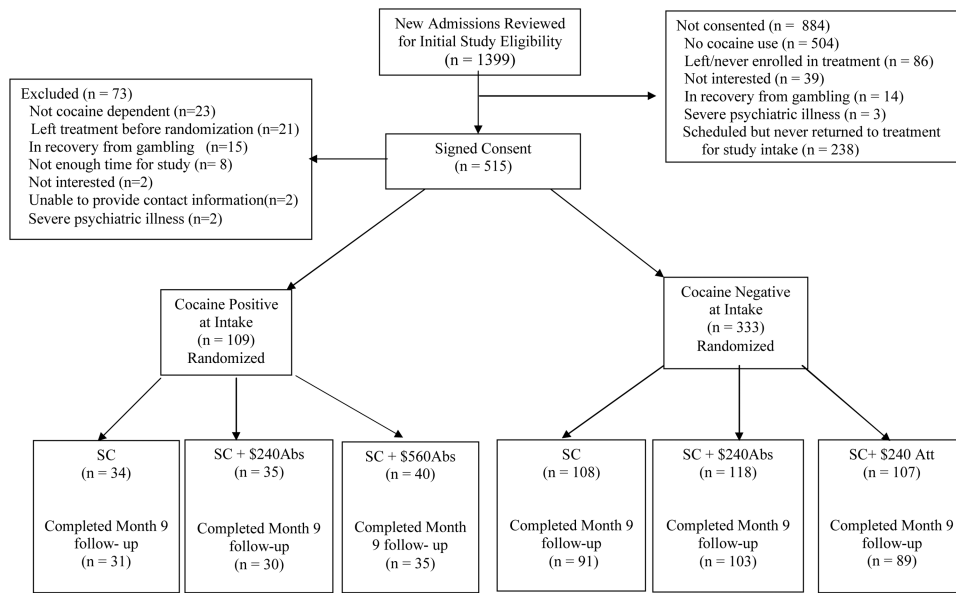 New Admissions Reviewed
for Initial Study Eligibility
(n = 1399)
Not consented (n =  884)
No cocaine use (n = 504)
Left/never enrolled in treatment (n = 86)
Not interested (n = 39)
In recovery from gambling (n = 14)
Severe psychiatric illness (n = 3)
Scheduled but never returned to treatment
for study intake (n = 238)
Excluded (n = 73)
Not cocaine dependent (n=23)
Left treatment before randomization (n=21)
In recovery from gambling   (n=15)
Not enough time for study (n= 8)
Not interested (n=2)
Unable to provide contact information(n=2)
Severe psychiatric illness (n=2)
Signed Consent
(n = 515)
Cocaine Positive
at Intake
(n = 109)
Randomized
Cocaine Negative
at Intake
(n = 333)
Randomized
SC
(n = 34)
Completed Month 9
follow- up
(n = 31)
SC + $240Abs
(n = 35)
Completed Month 9
follow-up
(n = 30)
SC + $560Abs
(n = 40)
Completed Month
9 follow- up
(n = 35)
SC
(n = 108)
Completed Month 9
follow-up
(n = 91)
SC + $240Abs
(n = 118)
Completed Month 9
follow-up
(n = 103)
SC+ $240 Att
(n = 107)
Completed Month 9
follow-up
(n = 89)